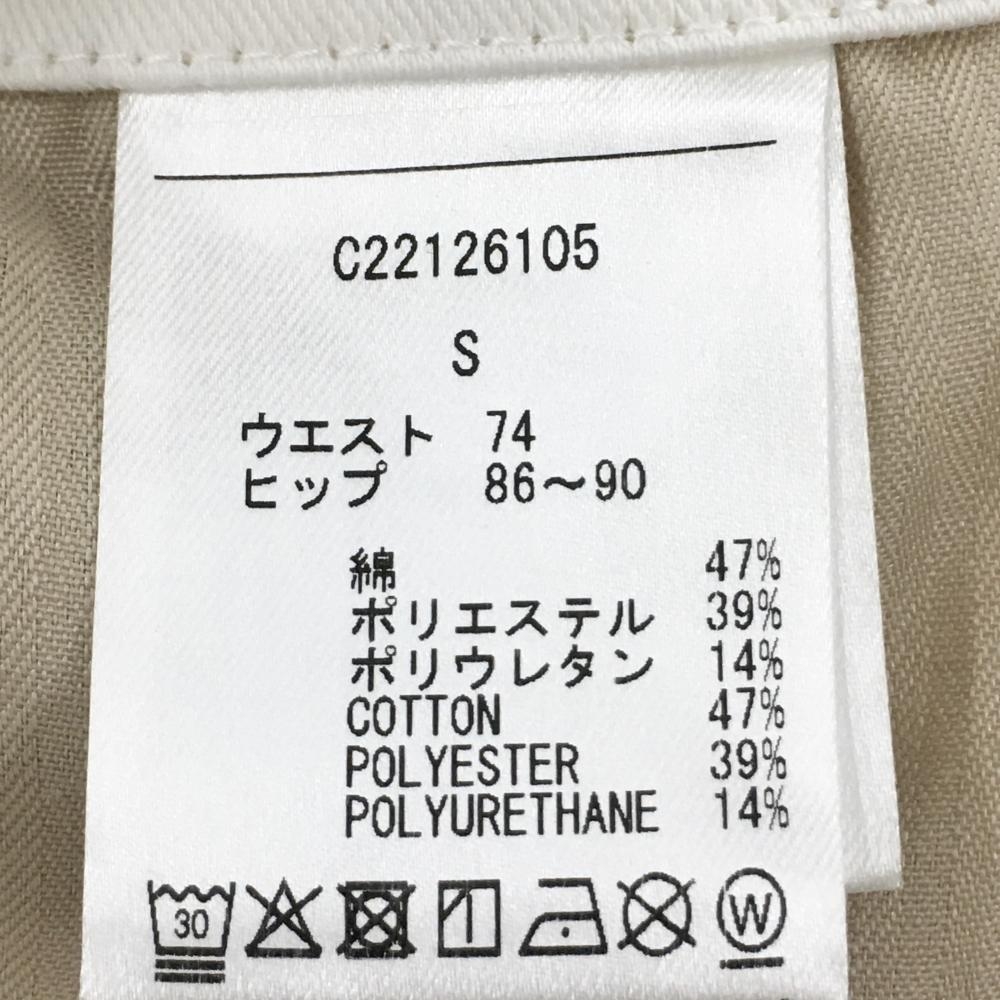 C22126105
S
ウエスト 74
ヒップ 86～90
綿 47%
ポリエステル 39%
ポリウレタン 14%
COTTON 47%
POLYESTER 39%
POLYURETHANE 14%
30 W